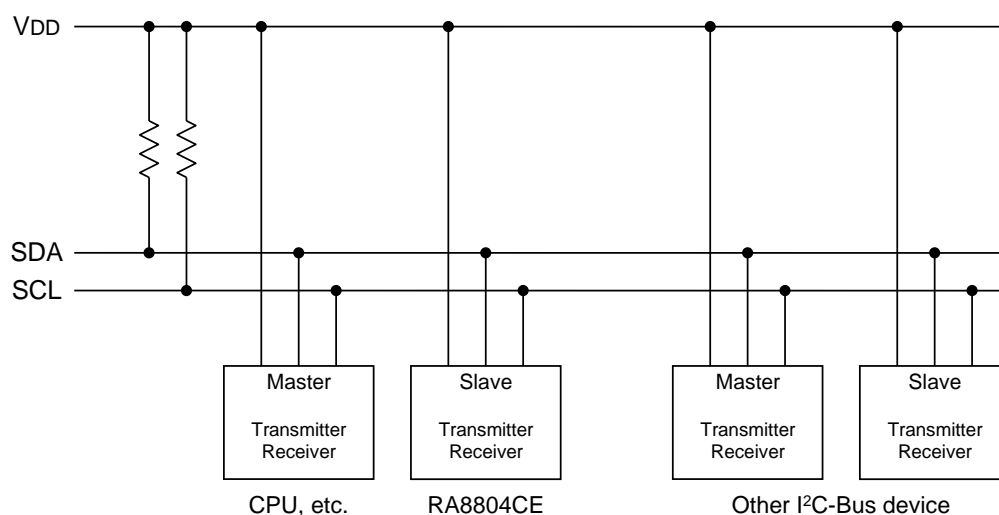 VDD
SDA
SCL
Master
Transmitter
Receiver
CPU, etc.
Slave
Transmitter
Receiver
RA8804CE
Master
Transmitter
Receiver
Slave
Transmitter
Receiver
Other I²C-Bus device